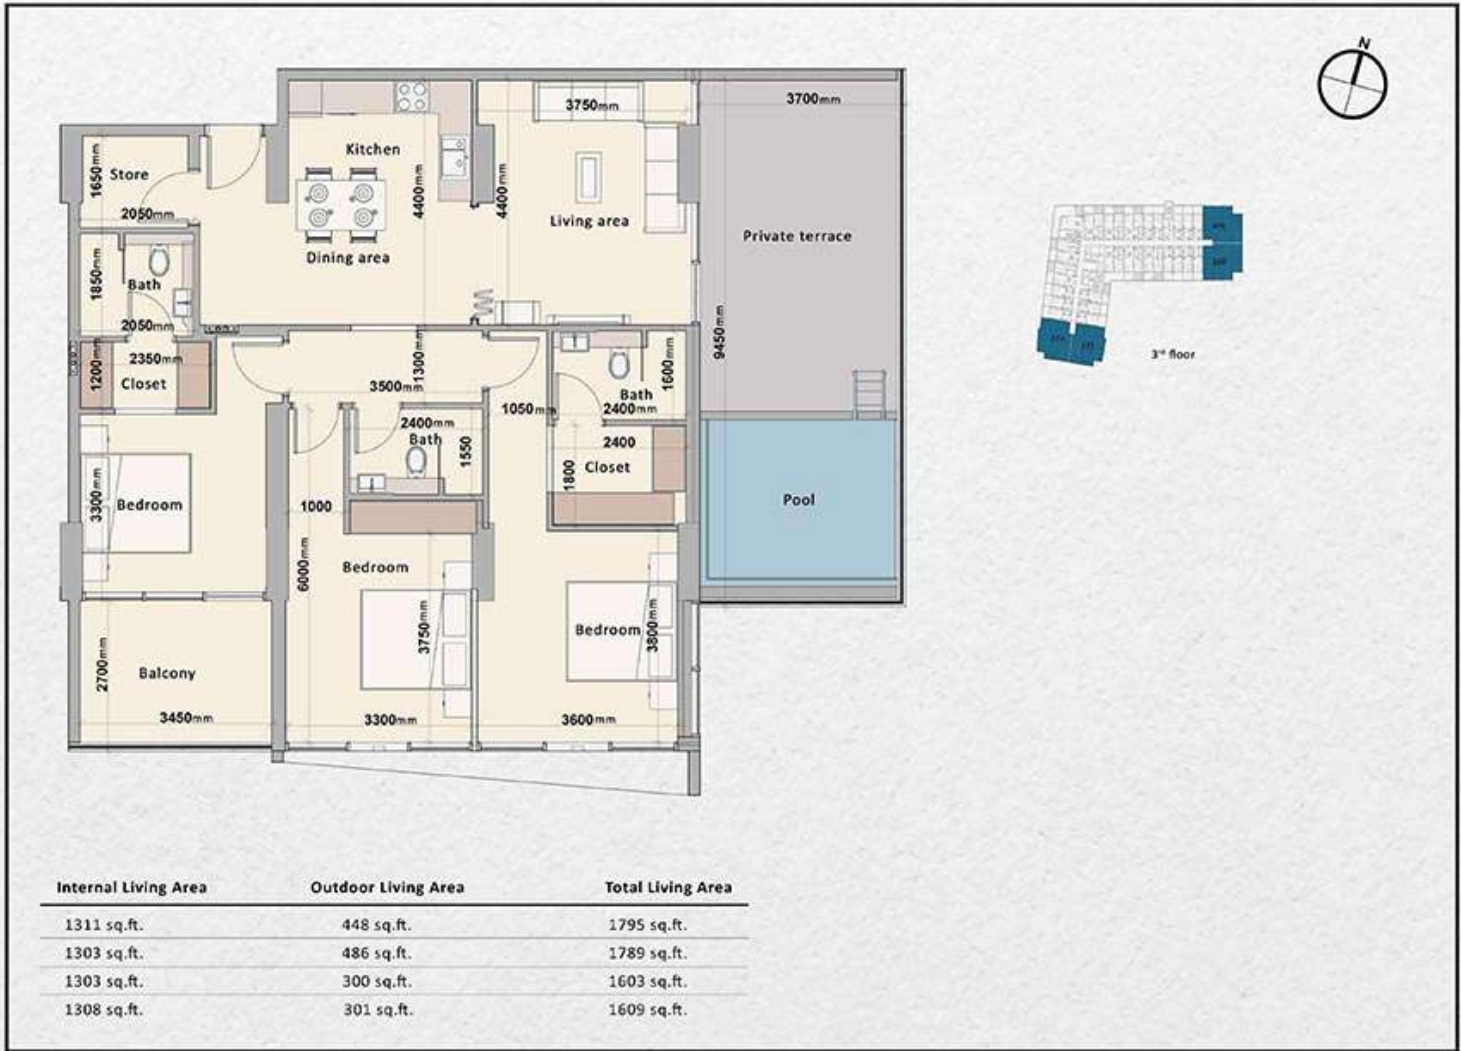 N
3750mm
3700mm
Kitchen
1650mm
Store
4400mm
4400mm
2050mm
Living area
Private terrace
Dining area
1850mm
Bath
2050mm
9450mm
2350mm
1200mm
Closet
1300mm
3500mm
1600mm
Bath
2400mm
1050mm
2400mm
Bath
1550
2400
Closet
1800
3300mm
Bedroom
1000
Pool
6000mm
Bedroom
3750mm
Bedroom
3800mm
2700mm
Balcony
3450mm
3300mm
3600mm
3rd floor
Internal Living Area Outdoor Living Area Total Living Area
1311 sq.ft. 448 sq.ft. 1795 sq.ft.
1303 sq.ft. 486 sq.ft. 1789 sq.ft.
1303 sq.ft. 300 sq.ft. 1603 sq.ft.
1308 sq.ft. 301 sq.ft. 1609 sq.ft.